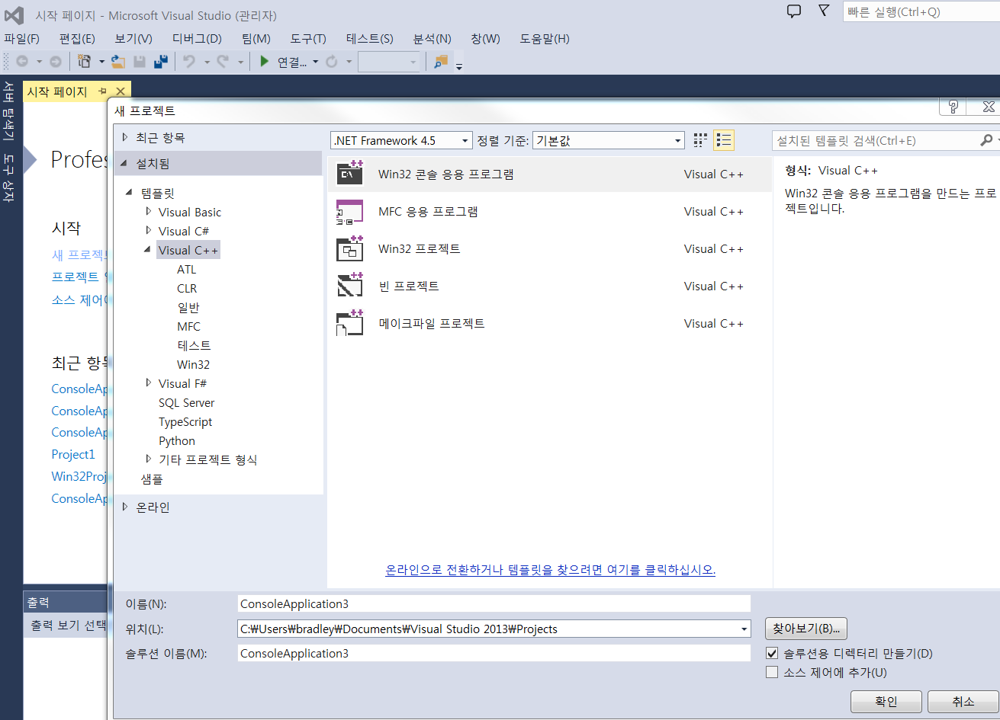 시작 페이지 - Microsoft Visual Studio (관리자)
빠른 실행(Ctrl+Q)
파일(F) 편집(E) 보기(V) 디버그(D) 팀(M) 도구(T) 테스트(S) 분석(N) 창(W) 도움말(H)
연결...
서버 탐색기
도구 상자
시작 페이지
Profes
시작
새 프로젝트
프로젝트
소스 제어에
최근 항목
ConsoleAp
ConsoleAp
ConsoleAp
Project1
Win32Proj
ConsoleAp
출력
출력 보기 선택
새 프로젝트
최근 항목
설치됨
템플릿
Visual Basic
Visual C#
Visual C++
ATL
CLR
일반
MFC
테스트
Win32
Visual F#
SQL Server
TypeScript
Python
기타 프로젝트 형식
샘플
온라인
.NET Framework 4.5 정렬 기준: 기본값
설치된 템플릿 검색(Ctrl+E)
Win32 콘솔 응용 프로그램 Visual C++
MFC 응용 프로그램 Visual C++
Win32 프로젝트 Visual C++
빈 프로젝트 Visual C++
메이크파일 프로젝트 Visual C++
온라인으로 전환하거나 템플릿을 찾으려면 여기를 클릭하십시오.
형식: Visual C++
Win32 콘솔 응용 프로그램을 만드는 프로
젝트입니다.
이름(N): ConsoleApplication3
위치(L): C:₩Users₩bradley₩Documents₩Visual Studio 2013₩Projects
찾아보기(B)...
솔루션 이름(M): ConsoleApplication3
솔루션용 디렉터리 만들기(D)
소스 제어에 추가(U)
확인 취소